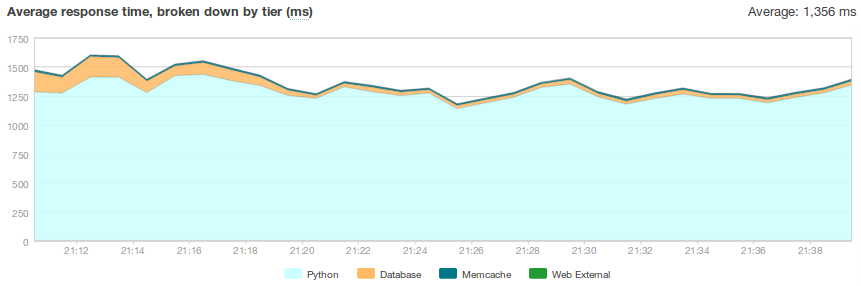 Average response time, broken down by tier (ms)
Average: 1,356 ms
1750
1500
1250
1000
750
500
250
0
21:12 21:14 21:16 21:18 21:20 21:22 21:24 21:26 21:28 21:30 21:32 21:34 21:36 21:38
Python Database Memcache Web External